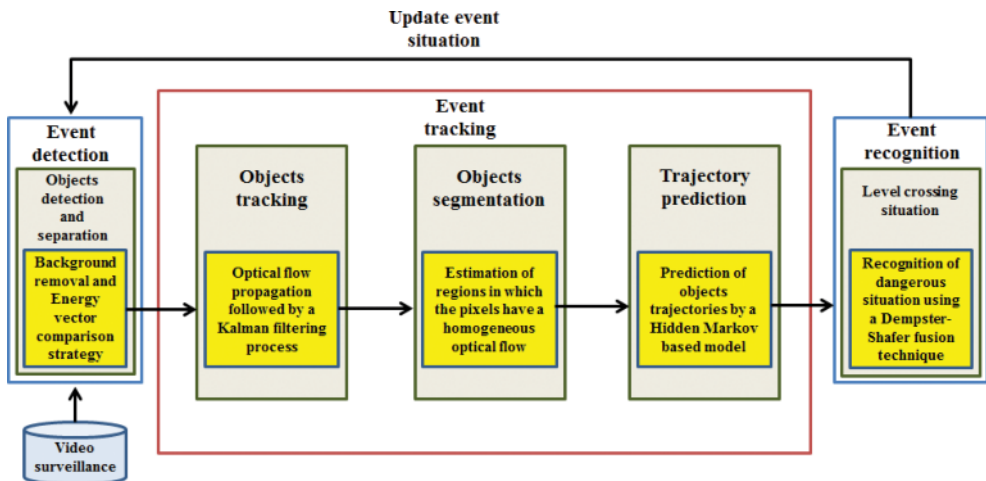 Update event
situation
Event
detection
Objects
detection
and
separation
Background
removal and
Energy
vector
comparison
strategy
Video
surveillance
Event
tracking
Objects
tracking
Optical flow
propagation
followed by a
Kalman filtering
process
Objects
segmentation
Estimation of
regions in which
the pixels have a
homogeneous
optical flow
Trajectory
prediction
Prediction of
objects
trajectories by a
Hidden Markov
based model
Event
recognition
Level crossing
situation
Recognition of
dangerous
situation using
a Dempster-
Shafer fusion
technique